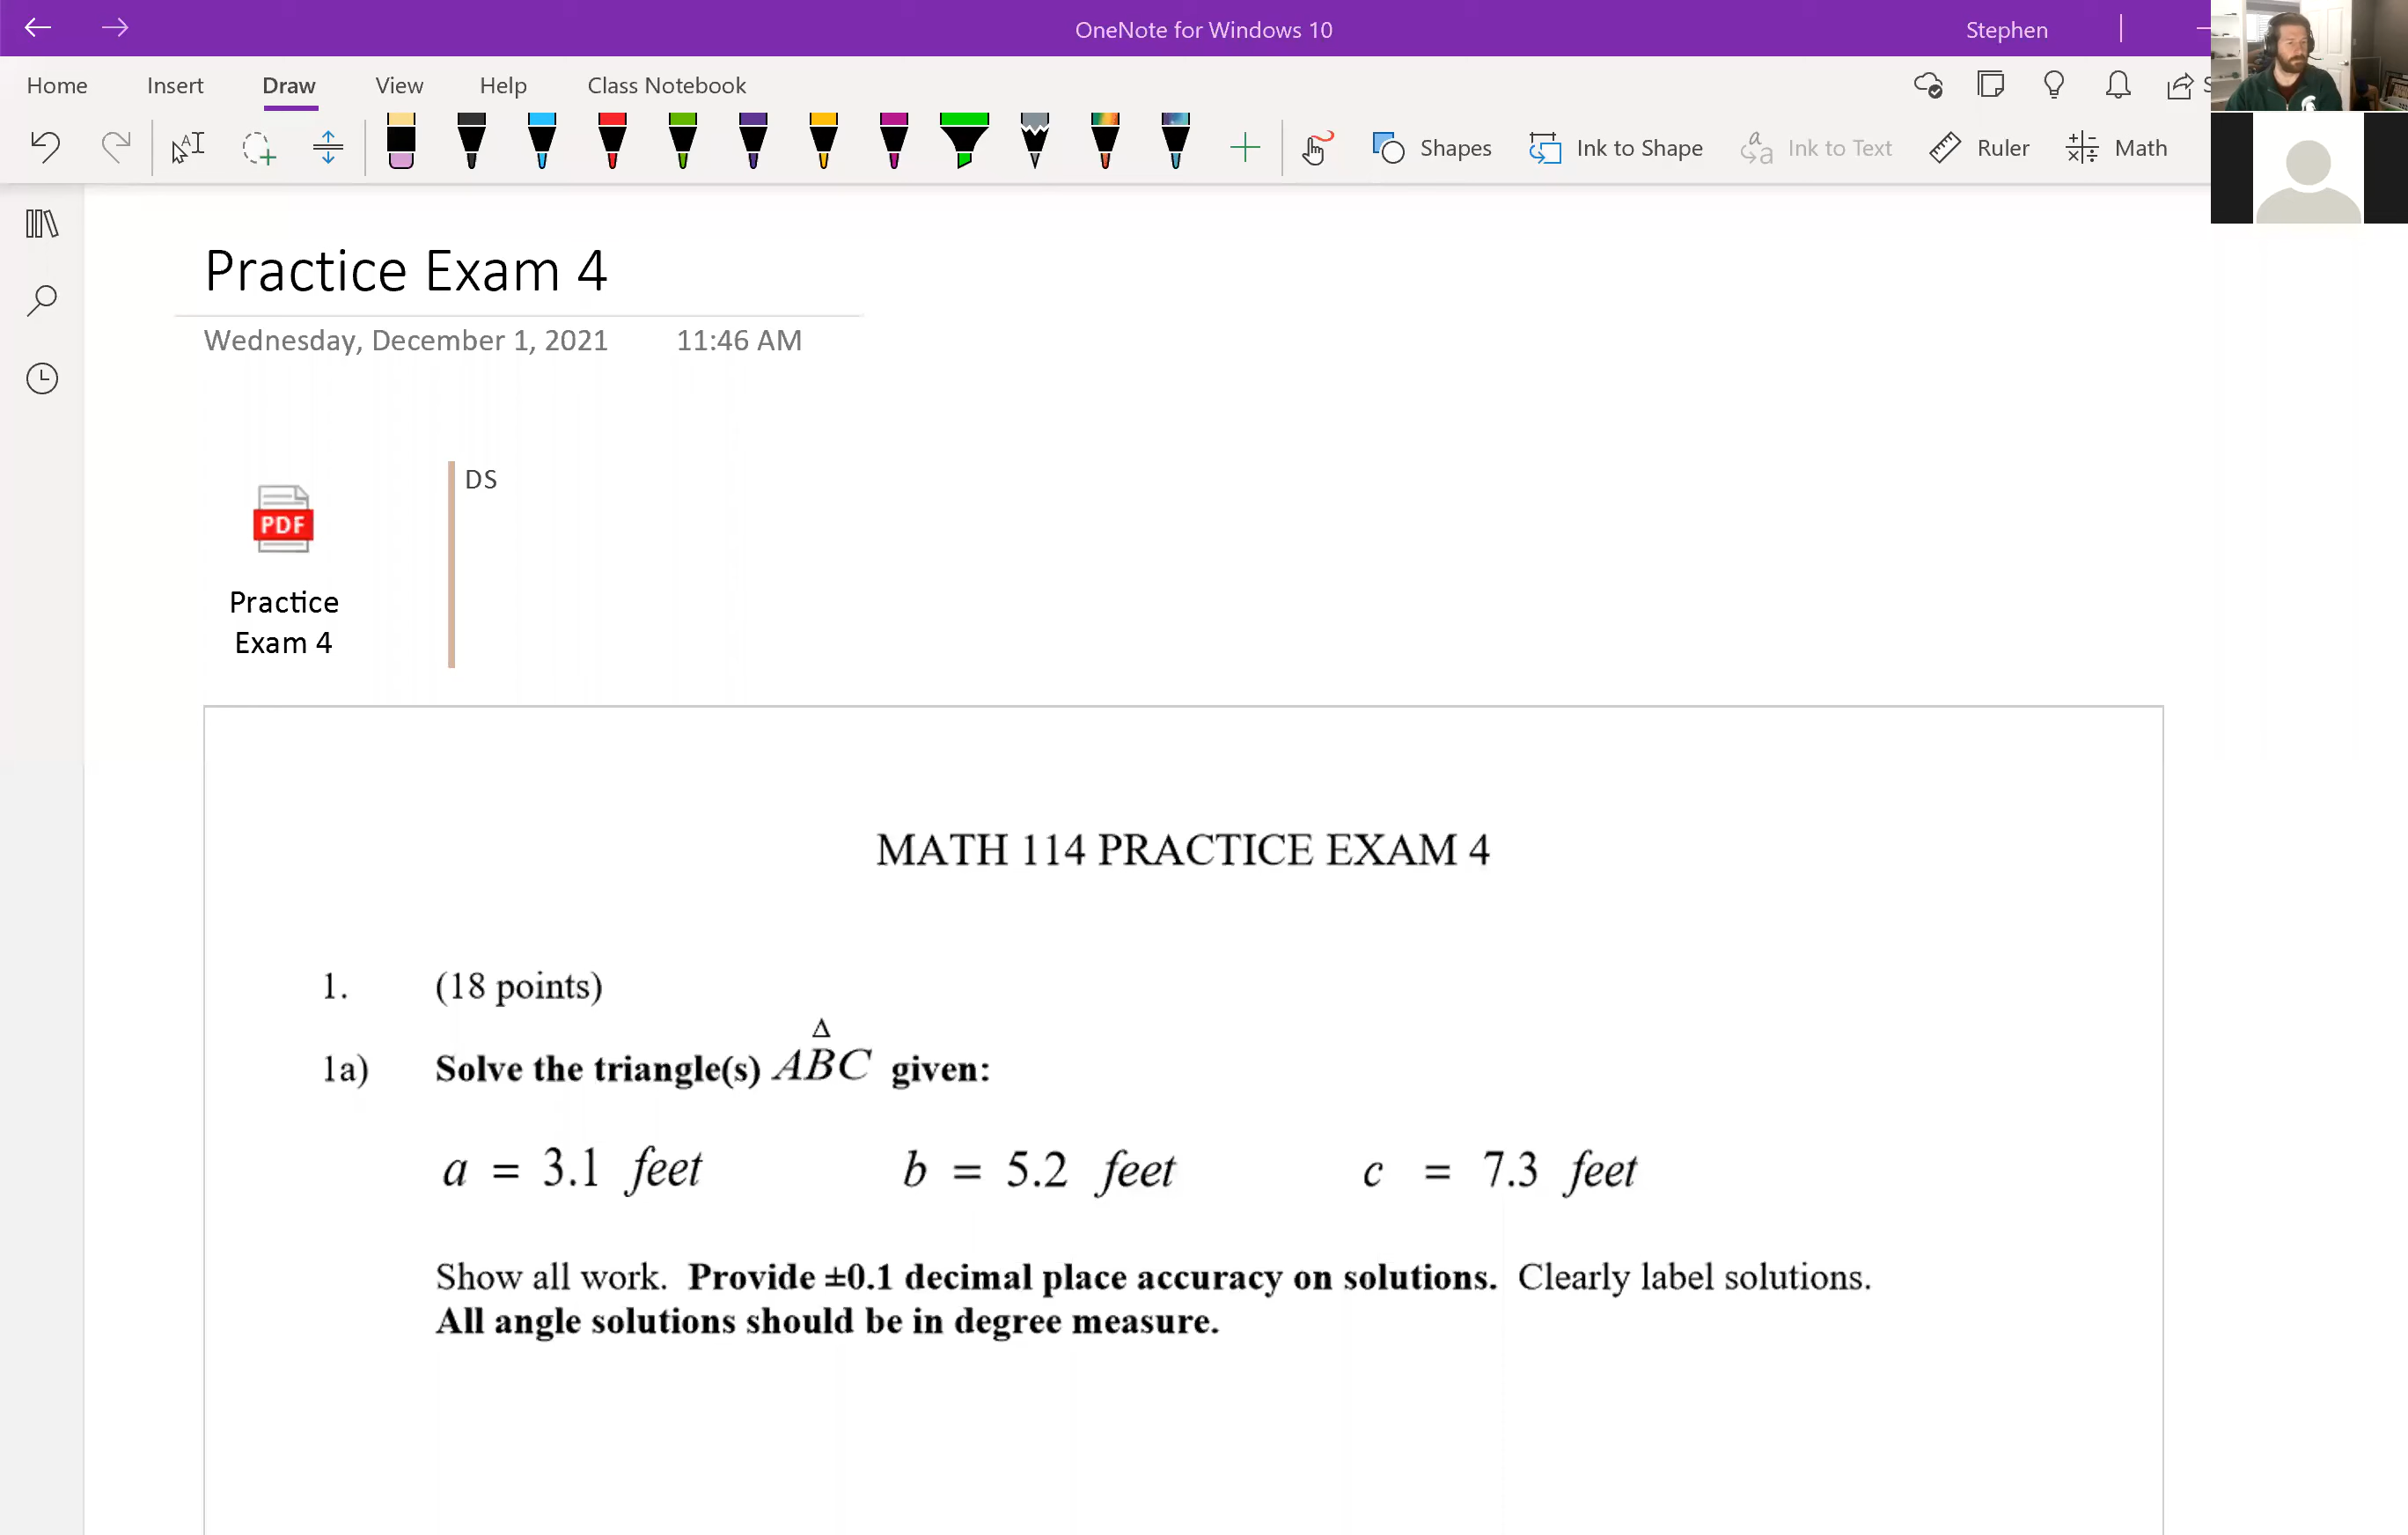 OneNote for Windows 10
Stephen
Home Insert Draw View Help Class Notebook
Shapes Ink to Shape Ink to Text Ruler Math
Practice Exam 4
Wednesday, December 1, 2021 11:46 AM
DS
PDF
Practice
Exam 4
MATH 114 PRACTICE EXAM 4
1. (18 points)
Δ
1a) Solve the triangle(s) ABC given:
a = 3.1 feet b = 5.2 feet c = 7.3 feet
Show all work. Provide ±0.1 decimal place accuracy on solutions. Clearly label solutions.
All angle solutions should be in degree measure.